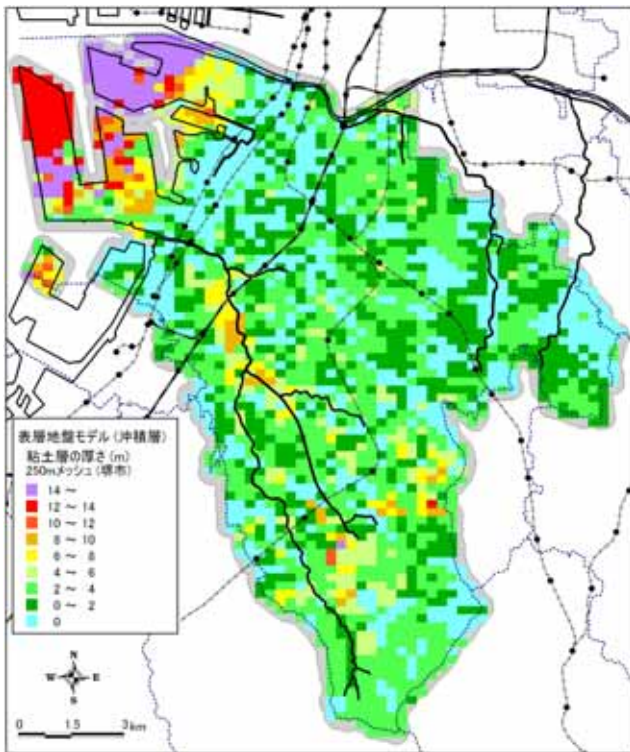 表層地盤モデル(沖積層)
粘土層の厚さ(m)
250mメッシュ(堺市)
14 ~
12 ~ 14
10 ~ 12
8 ~ 10
6 ~ 8
4 ~ 6
2 ~ 4
0 ~ 2
0
N
W E
S
0 1.5 3km